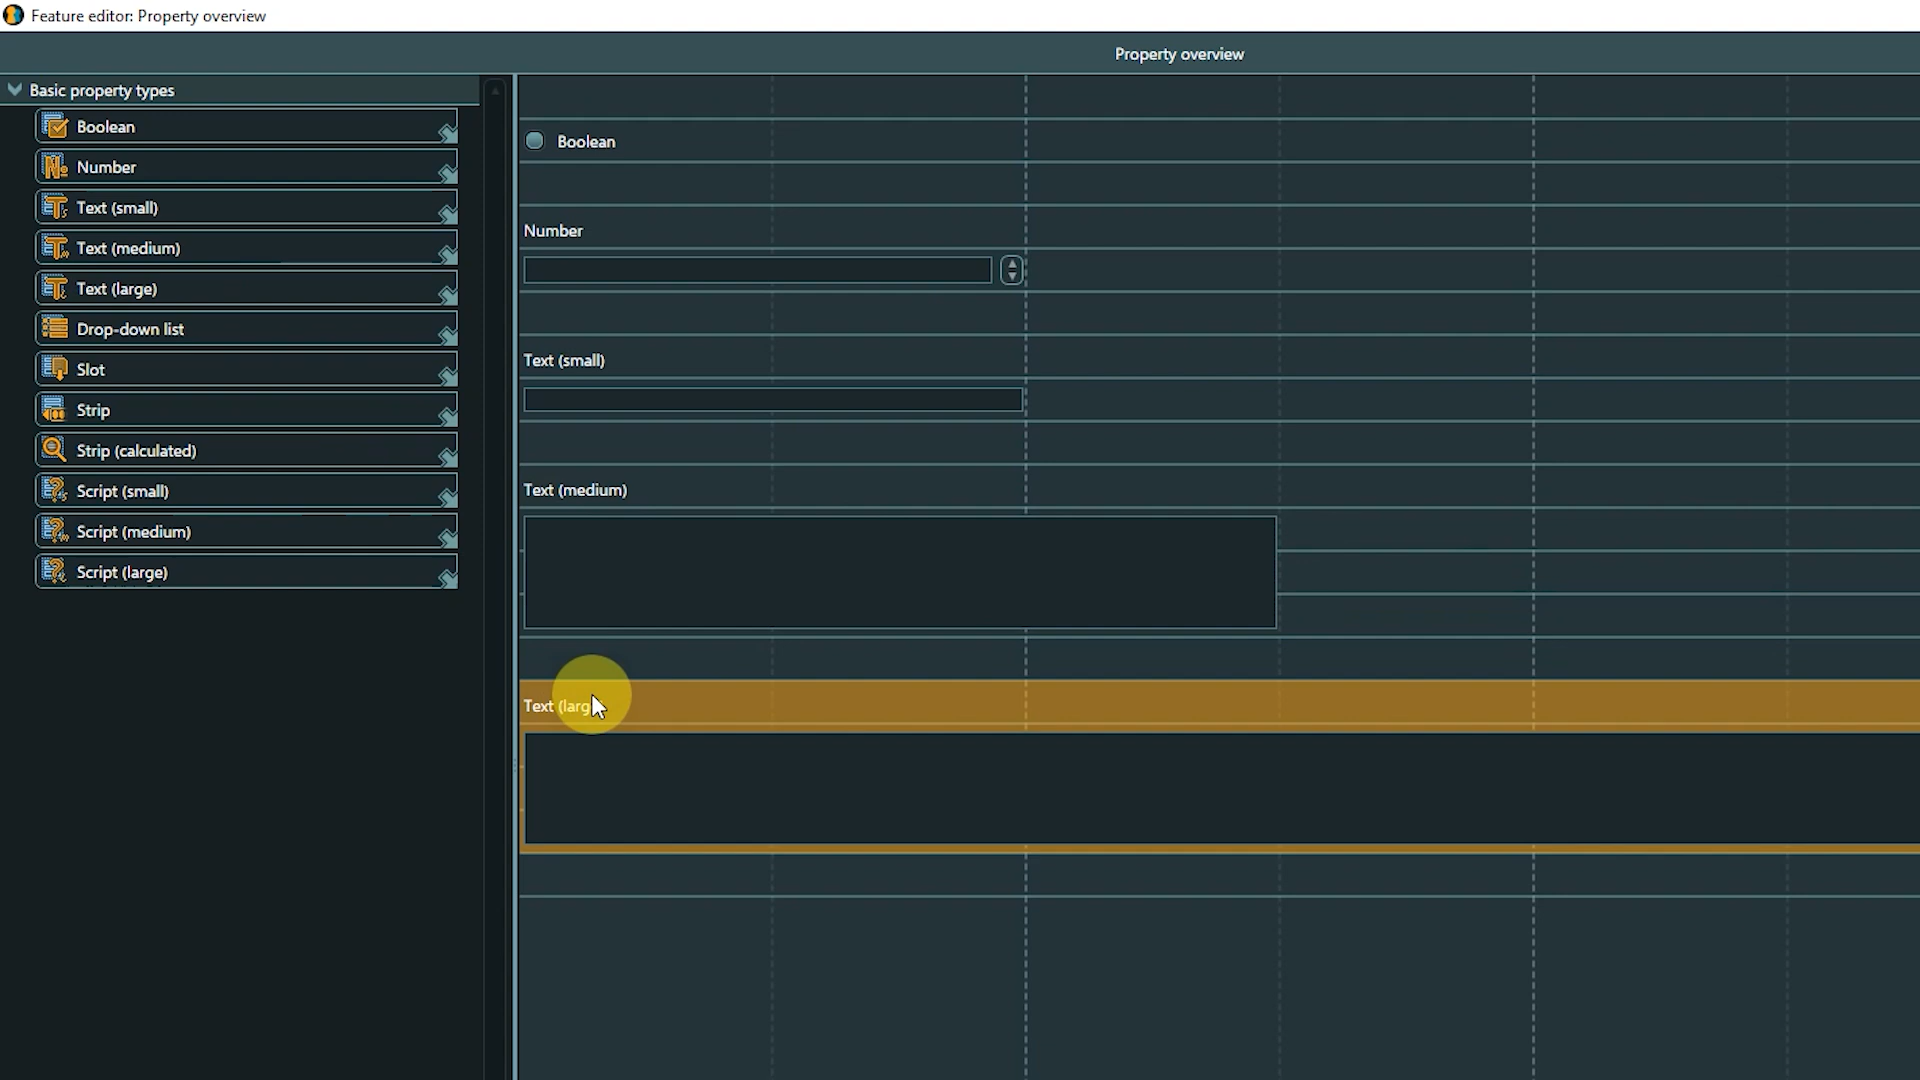 Feature editor: Property overview
Property overview
Basic property types
Boolean
Number
Text (small)
Text (medium)
Text (large)
Drop-down list
Slot
Strip
Strip (calculated)
Script (small)
Script (medium)
Script (large)
Boolean
Number
Text (small)
Text (medium)
Text (larg